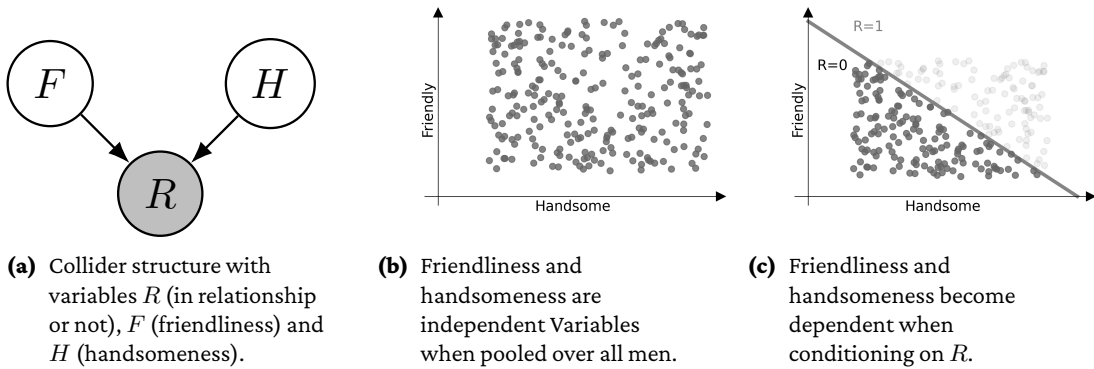 F
H
R
Friendly
Handsome
R=1
R=0
Friendly
Handsome
(a) Collider structure with
variables R (in relationship
or not), F (friendliness) and
H (handsomeness).
(b) Friendliness and
handsomeness are
independent Variables
when pooled over all men.
(c) Friendliness and
handsomeness become
dependent when
conditioning on R.